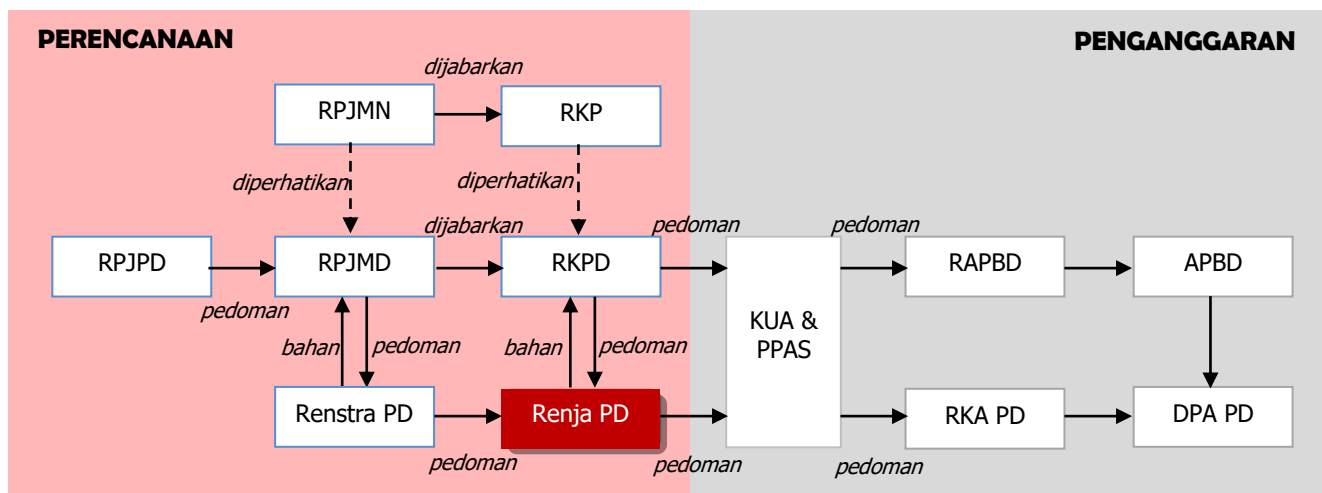 PERENCANAAN
PENGANGGARAN
dijabarkan
RPJMN
RKP
diperhatikan
diperhatikan
dijabarkan
pedoman
pedoman
RPJPD
RPJMD
RKPD
RAPBD
APBD
pedoman
KUA &
PPAS
bahan
pedoman
bahan
pedoman
Renstra PD
Renja PD
RKA PD
DPA PD
pedoman
pedoman
pedoman